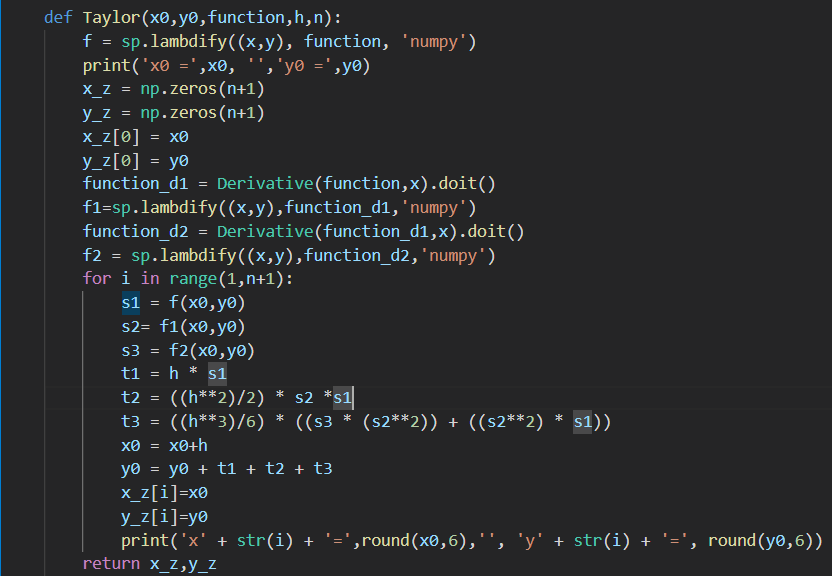 def Taylor(x0,y0,function,h,n):
    f = sp.lambdify((x,y), function, 'numpy')
    print('x0 =',x0, '','y0 =',y0)
    x_z = np.zeros(n+1)
    y_z = np.zeros(n+1)
    x_z[0] = x0
    y_z[0] = y0
    function_d1 = Derivative(function,x).doit()
    f1=sp.lambdify((x,y),function_d1,'numpy')
    function_d2 = Derivative(function_d1,x).doit()
    f2 = sp.lambdify((x,y),function_d2,'numpy')
    for i in range(1,n+1):
        s1 = f(x0,y0)
        s2= f1(x0,y0)
        s3 = f2(x0,y0)
        t1 = h * s1
        t2 = ((h**2)/2) * s2 *s1
        t3 = ((h**3)/6) * ((s3 * (s2**2)) + ((s2**2) * s1))
        x0 = x0+h
        y0 = y0 + t1 + t2 + t3
        x_z[i]=x0
        y_z[i]=y0
        print('x' + str(i) + '=',round(x0,6),'', 'y' + str(i) + '=', round(y0,6))
    return x_z,y_z